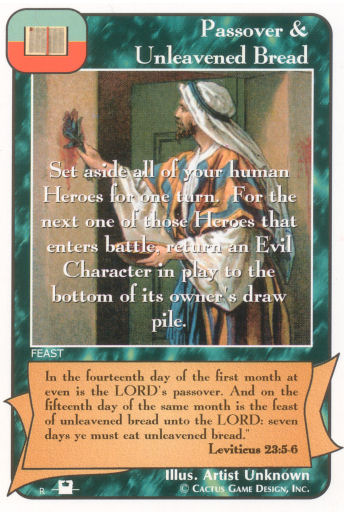 Passover &
Unleavened Bread
Set aside all of your human
Heroes for one turn. For the
next one of those Heroes that
enters battle, return an Evil
Character in play to the
bottom of its owner's draw
pile.
FEAST
In the fourteenth day of the first month at
even is the LORD's passover. And on the
fifteenth day of the same month is the feast
of unleavened bread unto the LORD: seven
days ye must eat unleavened bread."
Leviticus 23:5-6
Illus. Artist Unknown
R © CACTUS GAME DESIGN, INC.